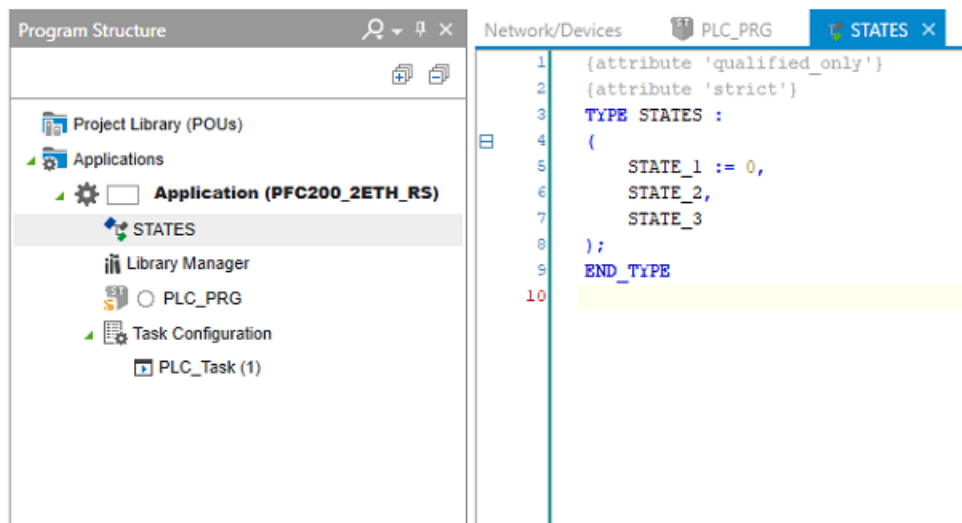 Program Structure
Project Library (POUs)
Applications
Application (PFC200_2ETH_RS)
STATES
Library Manager
ST PLC_PRG
Task Configuration
PLC_Task (1)
Network/Devices
ST PLC_PRG
STATES
1 {attribute 'qualified_only'}
2 {attribute 'strict'}
3 TYPE STATES :
4 (
5 STATE_1 := 0,
6 STATE_2,
7 STATE_3
8 );
9 END_TYPE
10